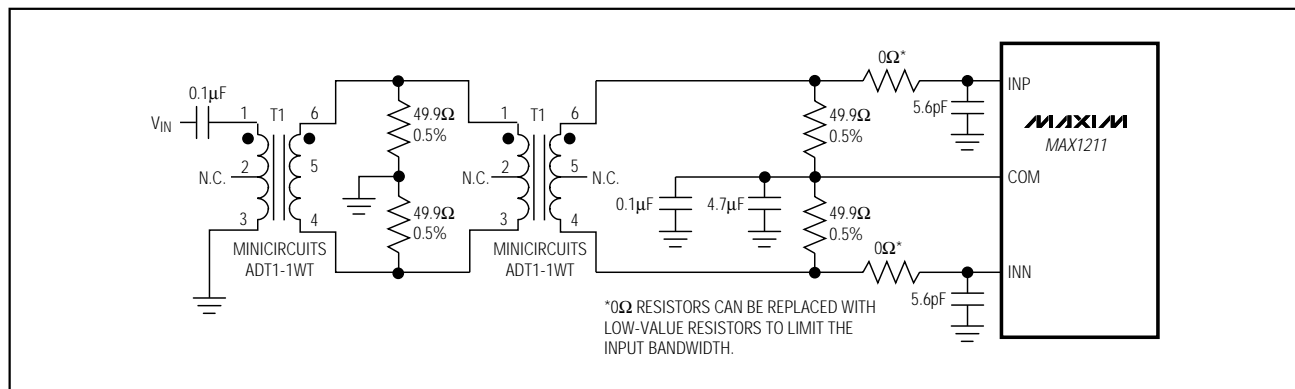 0Ω*
INP
0.1µF
5.6pF
VIN
1
T1
6
49.9Ω
0.5%
1
T1
6
49.9Ω
0.5%
MAXIM
MAX1211
2
5
N.C.
N.C.
2
5
N.C.
COM
0.1µF
4.7µF
3
4
49.9Ω
0.5%
3
4
49.9Ω
0.5%
MINICIRCUITS
ADT1-1WT
MINICIRCUITS
ADT1-1WT
0Ω*
INN
5.6pF
*0Ω RESISTORS CAN BE REPLACED WITH
LOW-VALUE RESISTORS TO LIMIT THE
INPUT BANDWIDTH.